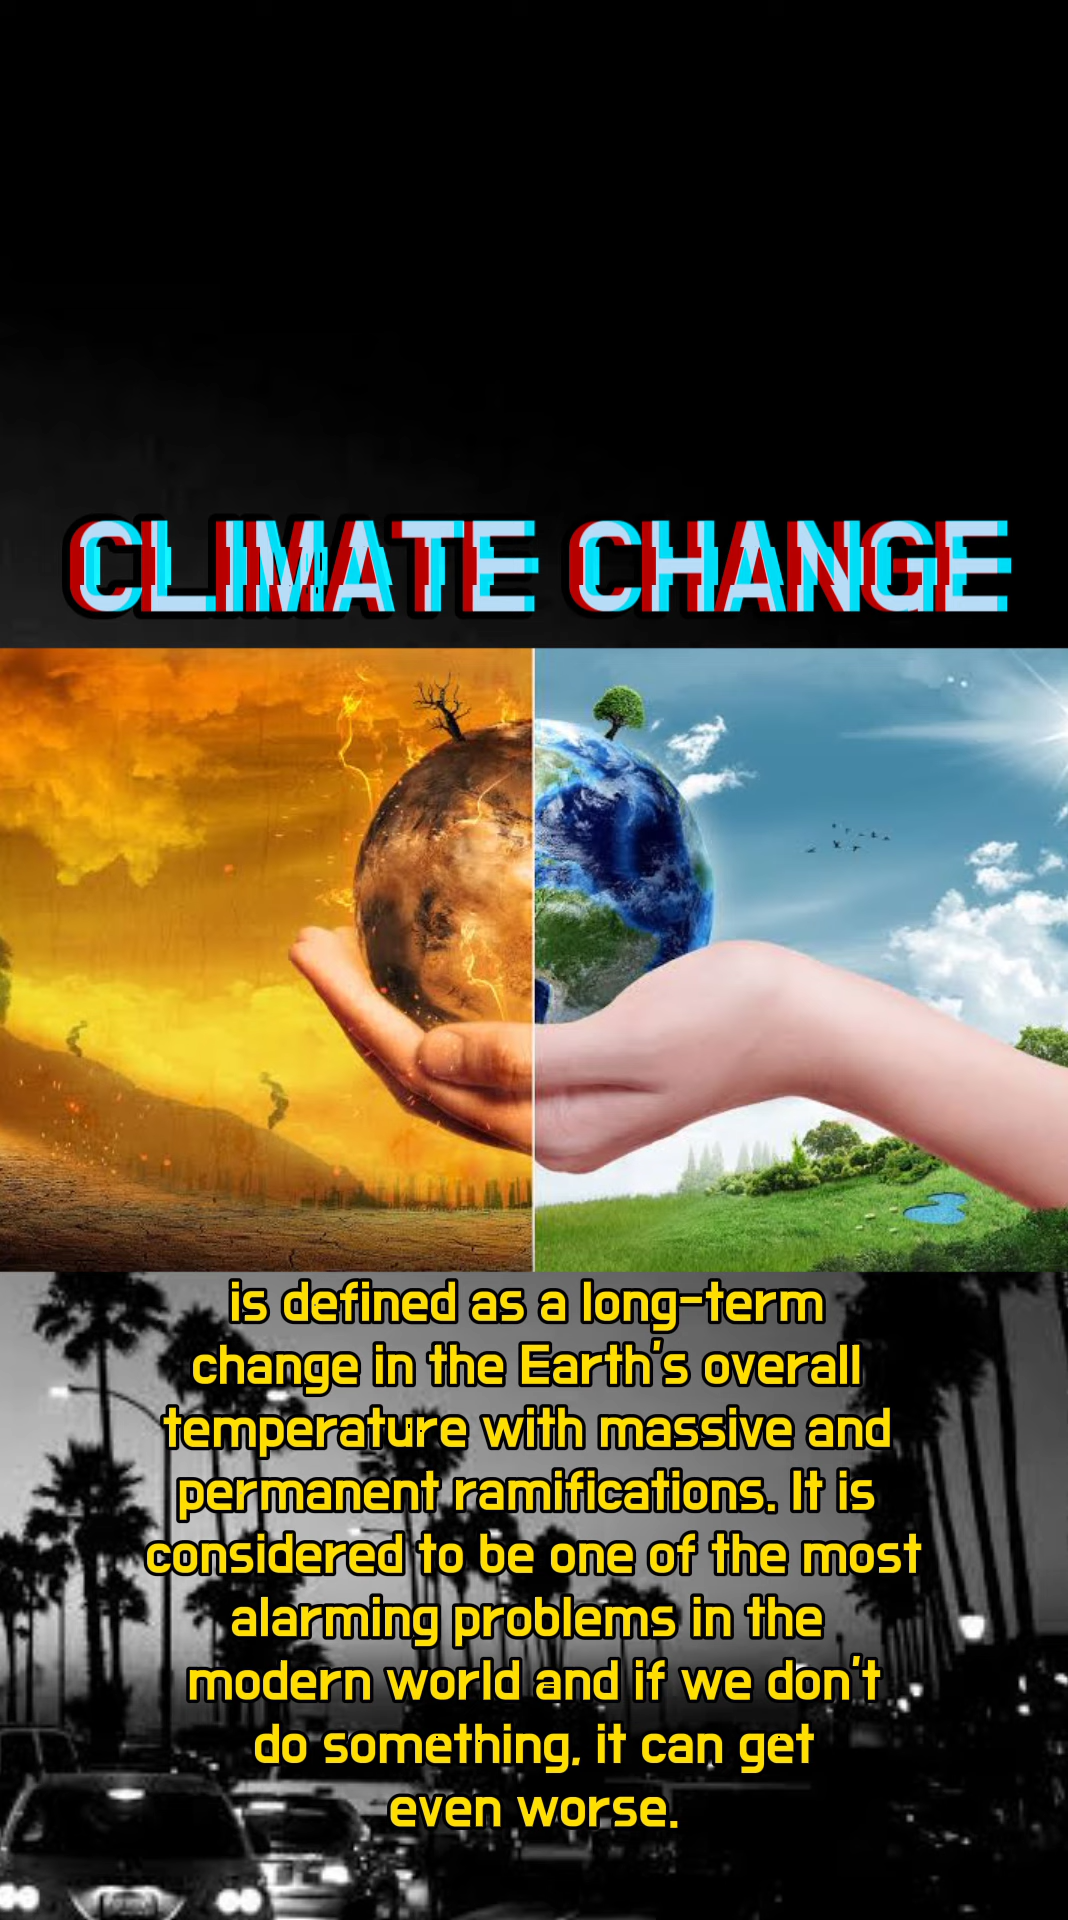 CLIMATE CHANGE
is defined as a long-term
change in the Earth's overall
temperature with massive and
permanent ramifications. It is
considered to be one of the most
alarming problems in the
modern world and if we don't
do something, it can get
even worse.